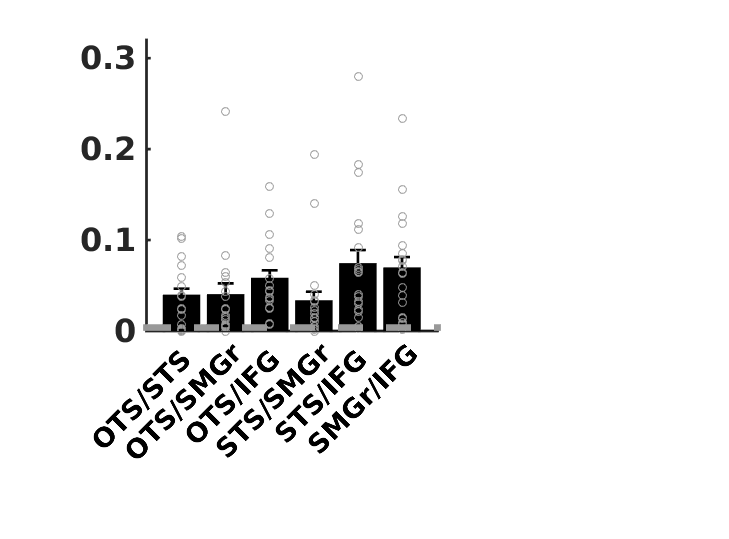 0.3
0.2
0.1
0
OTS/STS
OTS/SMGr
OTS/IFG
STS/SMGr
STS/IFG
SMGr/IFG